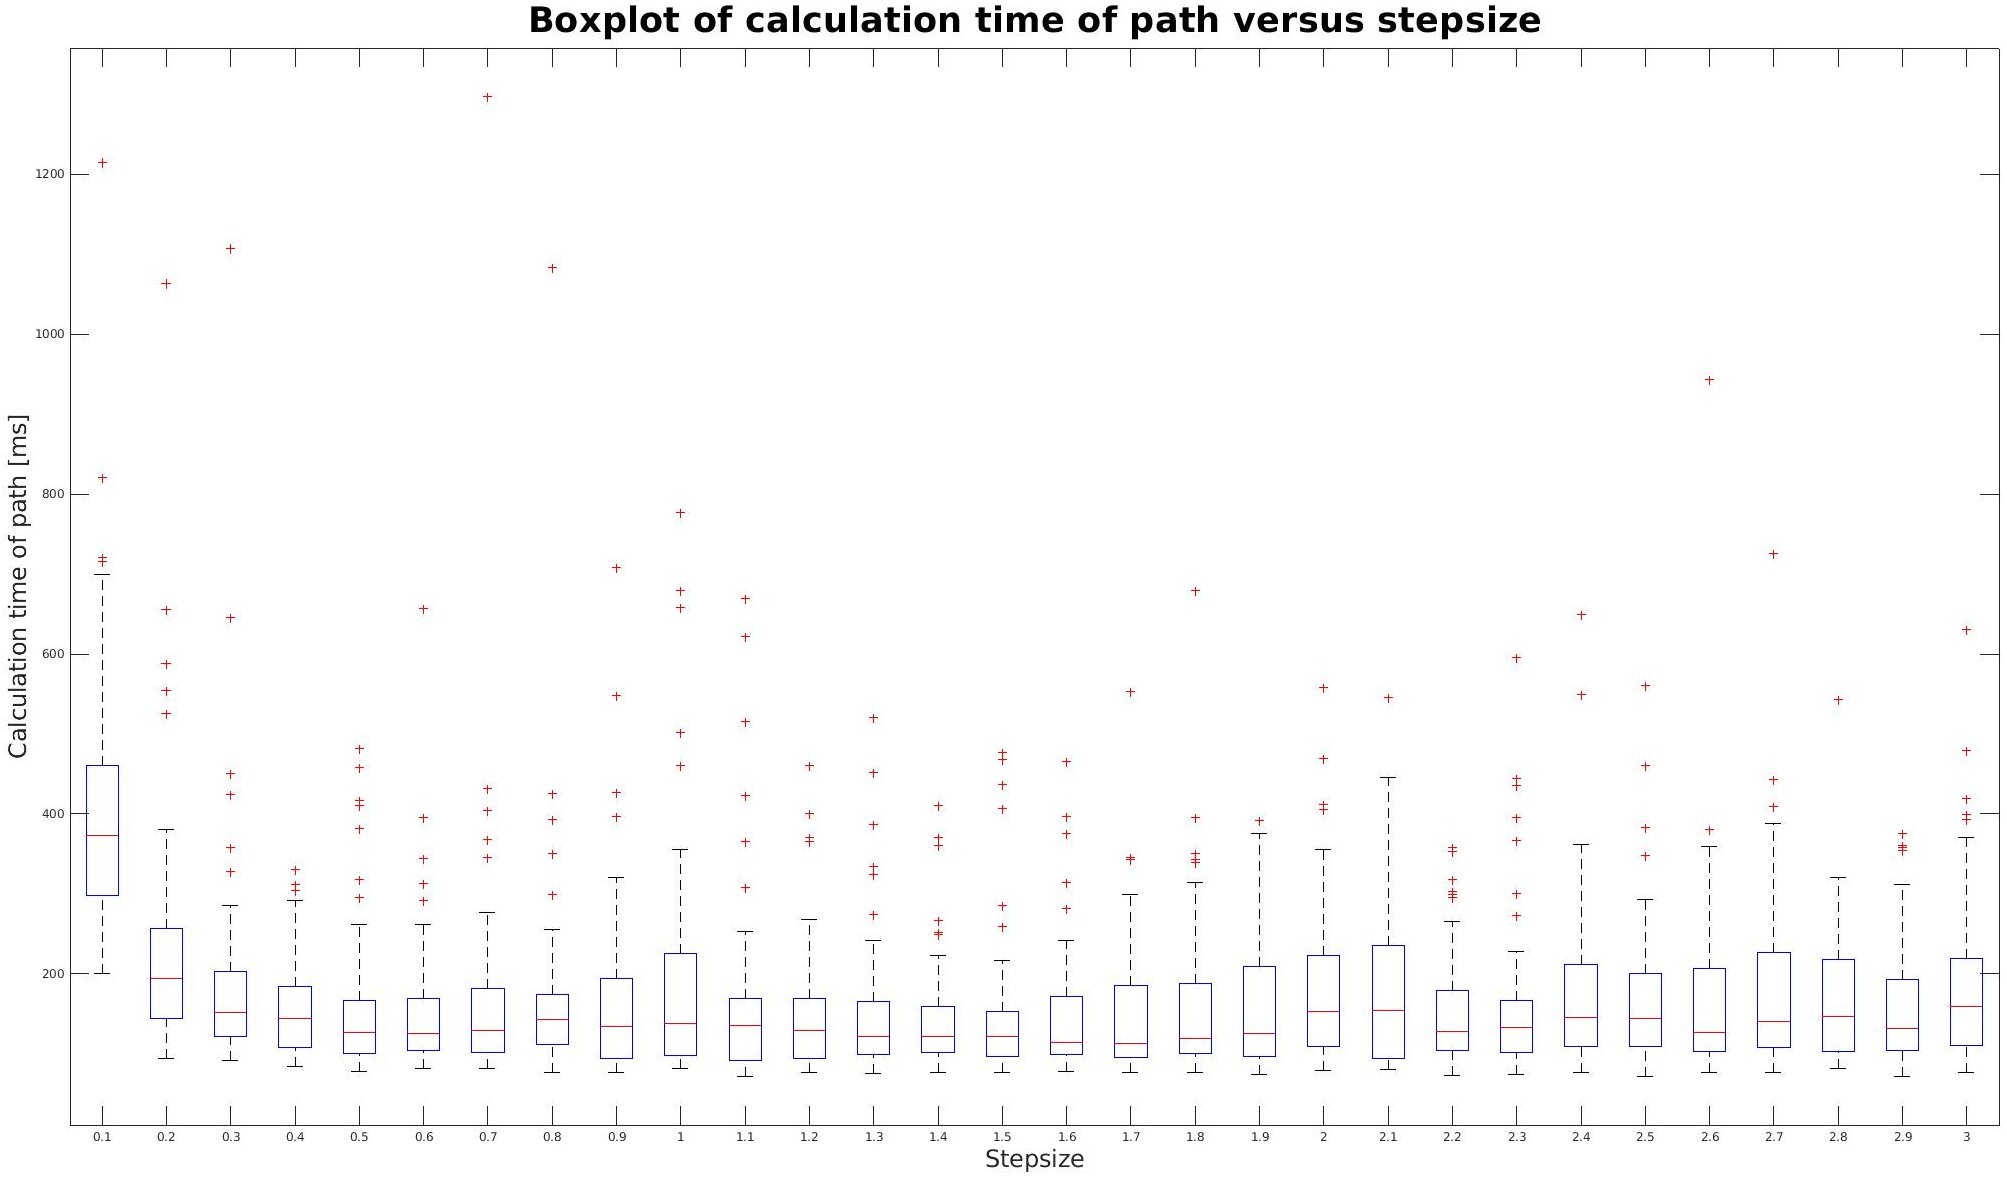 Boxplot of calculation time of path versus stepsize
Calculation time of path [ms]
1200
1000
800
600
400
200
0.1 0.2 0.3 0.4 0.5 0.6 0.7 0.8 0.9 1 1.1 1.2 1.3 1.4 1.5 1.6 1.7 1.8 1.9 2 2.1 2.2 2.3 2.4 2.5 2.6 2.7 2.8 2.9 3
Stepsize